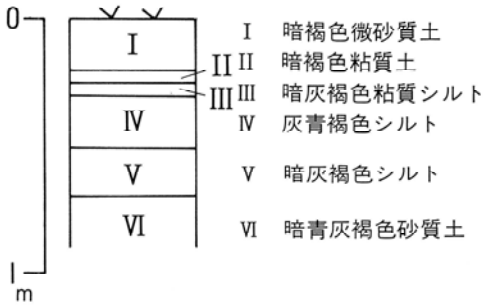 0
I
II
III
IV
V
VI
1
m
I 暗褐色微砂質土
II 暗褐色粘質土
III 暗灰褐色粘質シルト
IV 灰青褐色シルト
V 暗灰褐色シルト
VI 暗青灰褐色砂質土